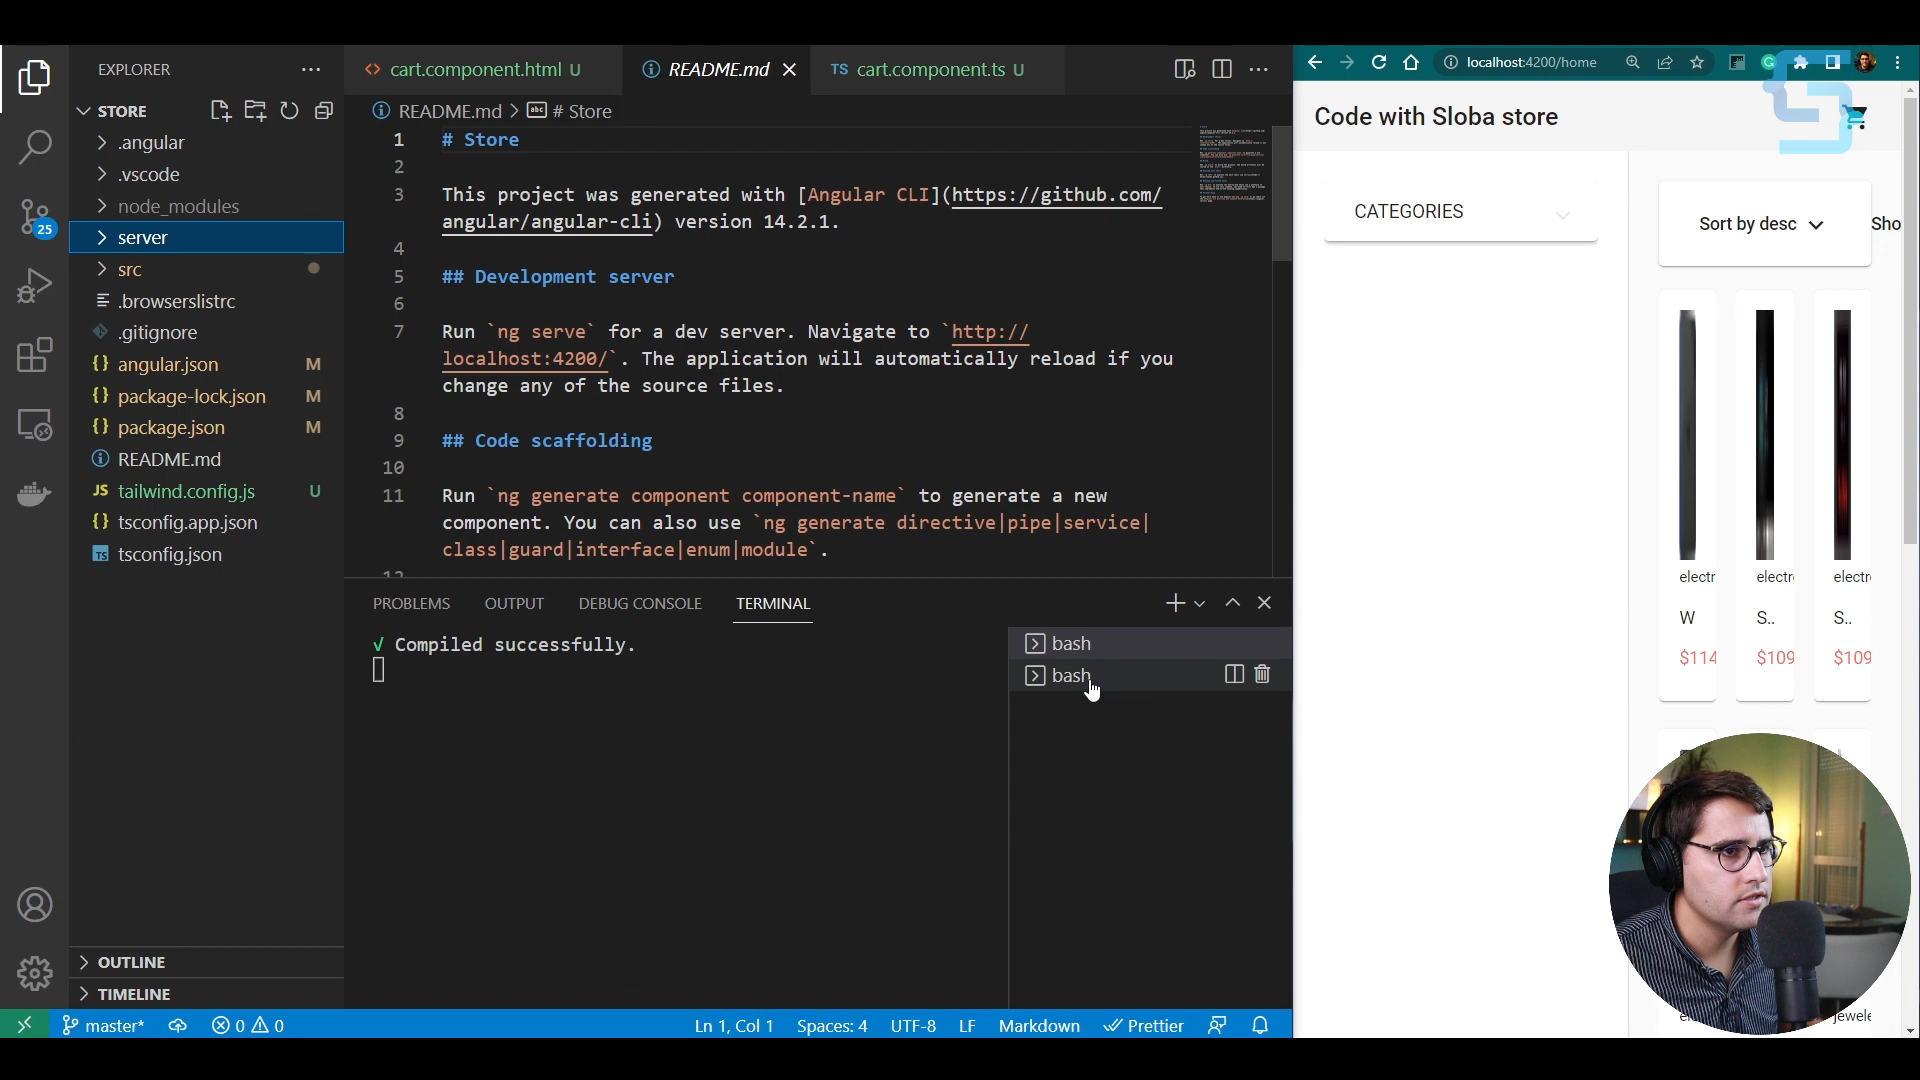 EXPLORER
STORE
.angular
.vscode
node_modules
25
server
src
.browserslistrc
.gitignore
angular.json M
package-lock.json M
package.json M
README.md
JS tailwind.config.js U
tsconfig.app.json
TS tsconfig.json
OUTLINE
TIMELINE
cart.component.html U
README.md
TS cart.component.ts U
README.md > abc # Store
1 # Store
2
3 This project was generated with [Angular CLI](https://github.com/
angular/angular-cli) version 14.2.1.
4
5 ## Development server
6
7 Run `ng serve` for a dev server. Navigate to `http://
localhost:4200/`. The application will automatically reload if you
change any of the source files.
8
9 ## Code scaffolding
10
11 Run `ng generate component component-name` to generate a new
component. You can also use `ng generate directive|pipe|service|
class|guard|interface|enum|module`.
12
PROBLEMS OUTPUT DEBUG CONSOLE TERMINAL
√ Compiled successfully.
bash
bash
master* 0 0 Ln 1, Col 1 Spaces: 4 UTF-8 LF Markdown Prettier
localhost:4200/home
Code with Sloba store
CATEGORIES
Sort by desc Sho
electr electr electr
W S.. S..
$114 $109 $109
jewele